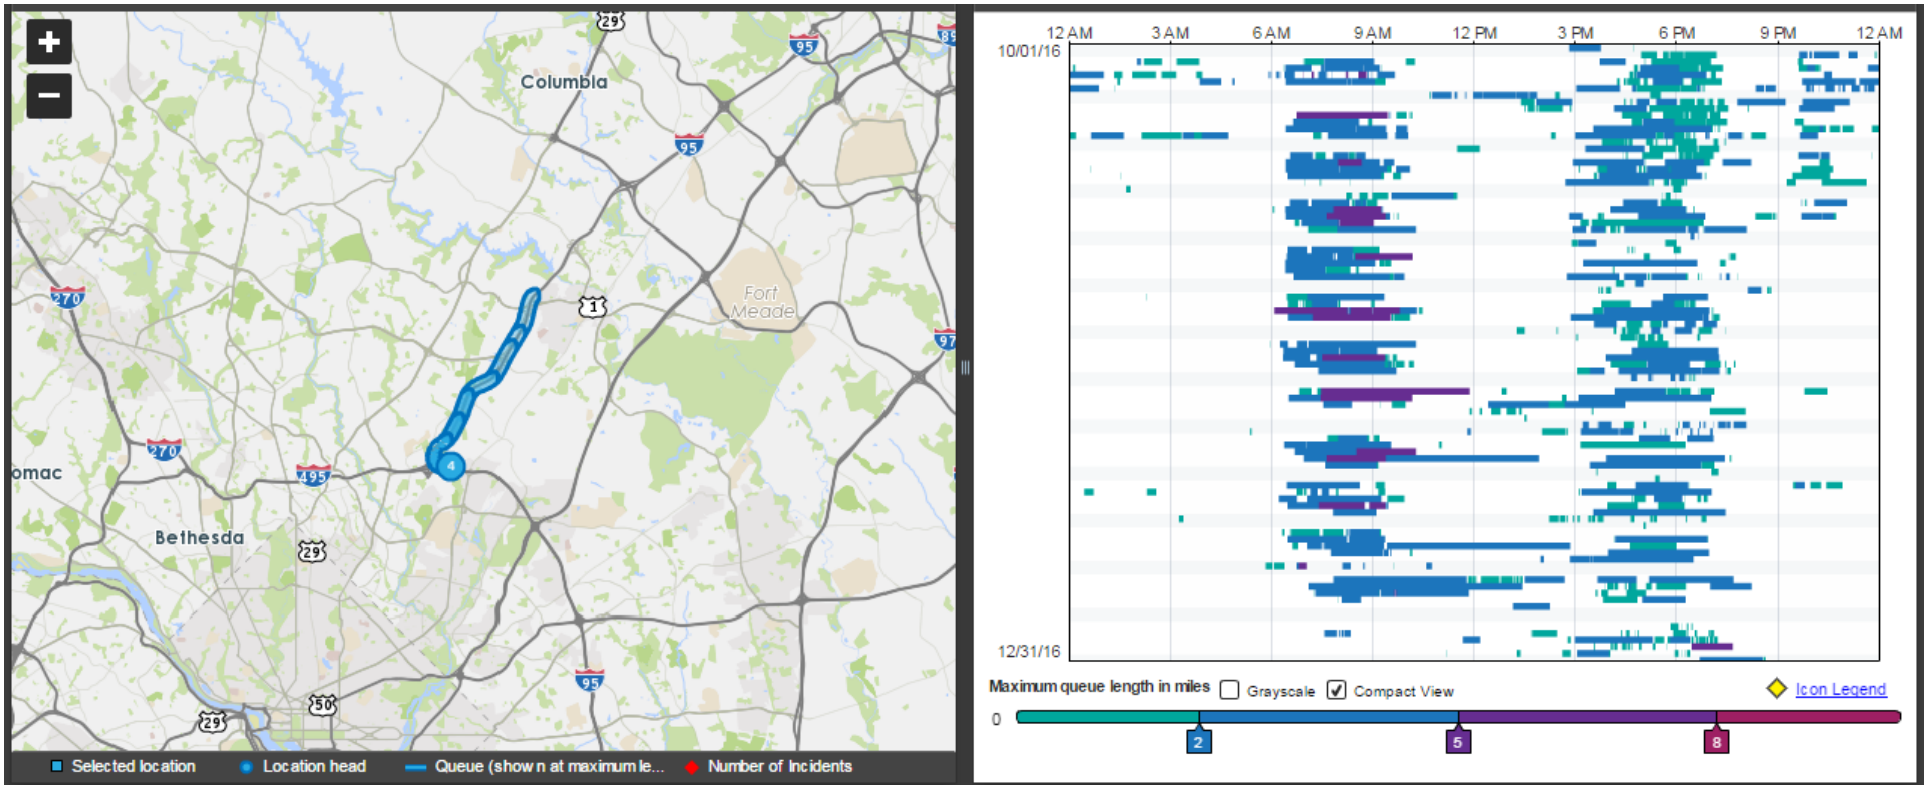 +
−
29
95
89
Columbia
95
270
1
Fort
Meade
97
270
495
4
omac
Bethesda
29
95
50
29
Selected location
Location head
Queue (shown at maximum le...
Number of Incidents
12 AM 3 AM 6 AM 9 AM 12 PM 3 PM 6 PM 9 PM 12 AM
10/01/16
12/31/16
Maximum queue length in miles Grayscale Compact View Icon Legend
0
2 5 8